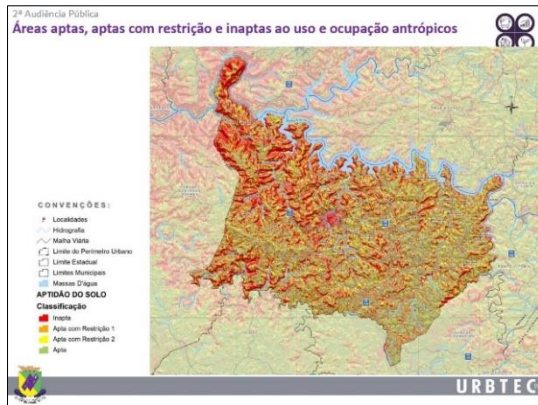 2ª Audiência Pública
Áreas aptas, aptas com restrição e inaptas ao uso e ocupação antrópicos
CONVENÇÕES:
Localidades
Hidrografia
Malha Viária
Limite do Perímetro Urbano
Limite Estadual
Limites Municipais
Massas D'água
APTIDÃO DO SOLO
Classificação
Inapta
Apta com Restrição 1
Apta com Restrição 2
Apta
URBTEC